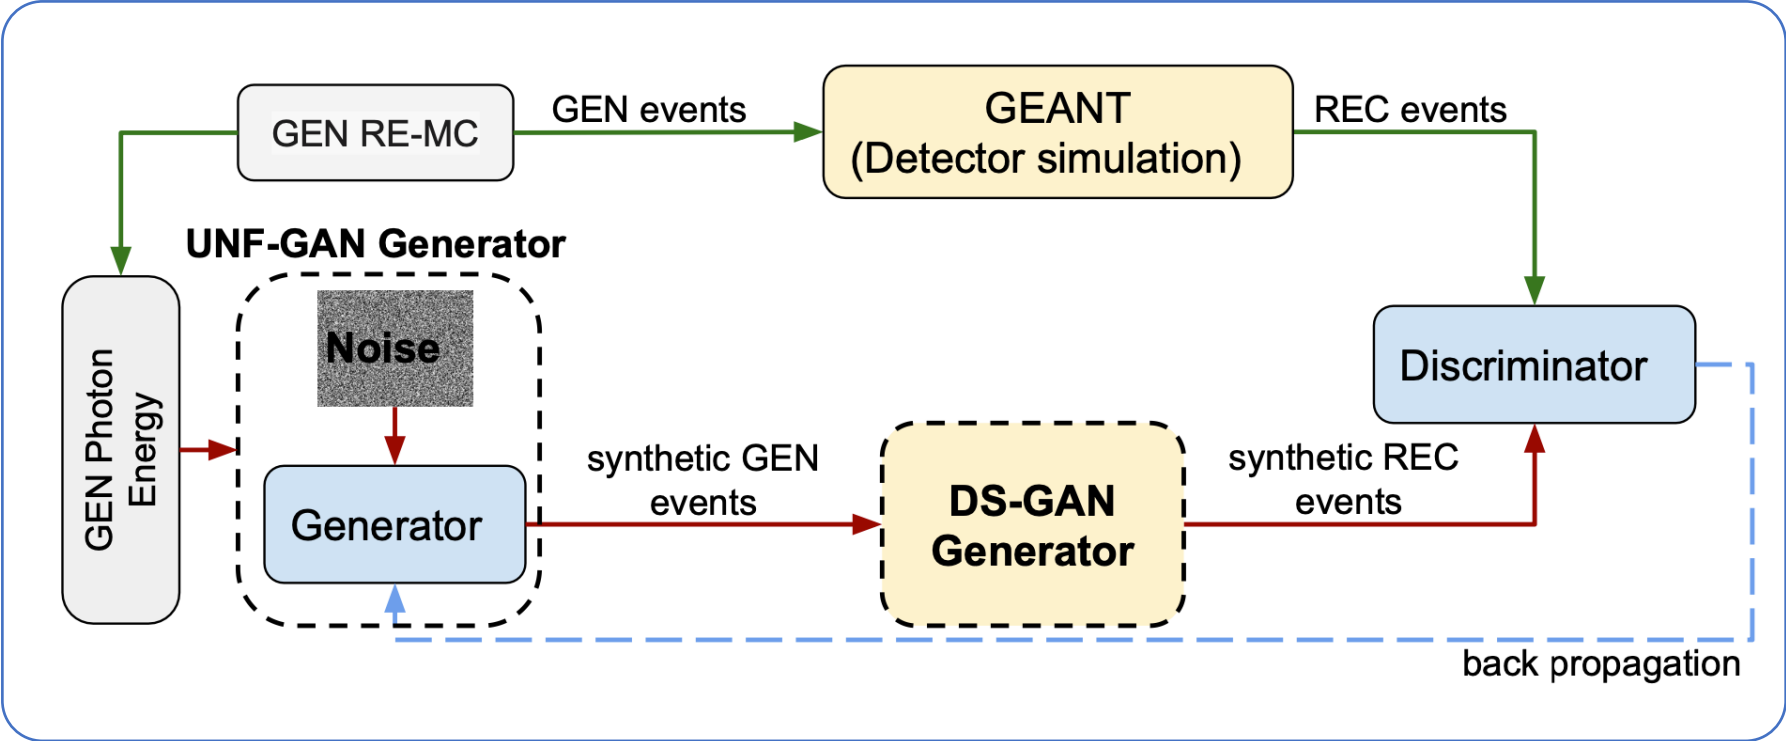 GEN RE-MC
GEN events
GEANT
(Detector simulation)
REC events
UNF-GAN Generator
GEN Photon
Energy
Noise
Generator
synthetic GEN
events
DS-GAN
Generator
synthetic REC
events
Discriminator
back propagation